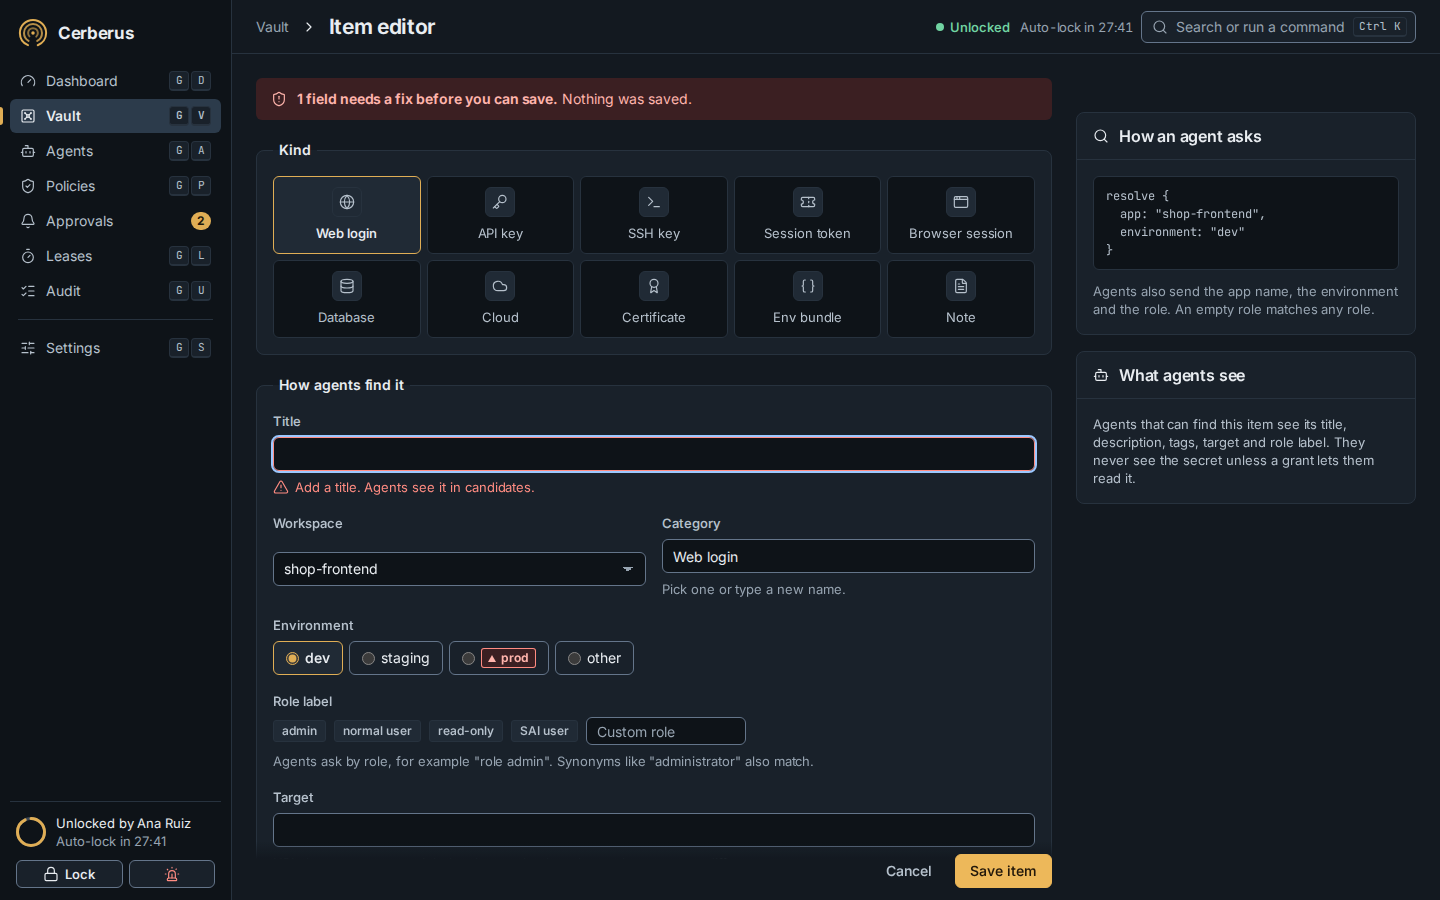 Cerberus
Dashboard G D
Vault G V
Agents G A
Policies G P
Approvals 2
Leases G L
Audit G U
Settings G S
Unlocked by Ana Ruiz
Auto-lock in 27:41
Lock
Vault > Item editor
Unlocked Auto-lock in 27:41
Search or run a command Ctrl K
1 field needs a fix before you can save. Nothing was saved.
Kind
Web login
API key
SSH key
Session token
Browser session
Database
Cloud
Certificate
Env bundle
Note
How agents find it
Title
Add a title. Agents see it in candidates.
Workspace
shop-frontend
Category
Web login
Pick one or type a new name.
Environment
dev
staging
prod
other
Role label
admin
normal user
read-only
SAI user
Custom role
Agents ask by role, for example "role admin". Synonyms like "administrator" also match.
Target
Cancel
Save item
How an agent asks
resolve {
app: "shop-frontend",
environment: "dev"
}
Agents also send the app name, the environment
and the role. An empty role matches any role.
What agents see
Agents that can find this item see its title,
description, tags, target and role label. They
never see the secret unless a grant lets them
read it.